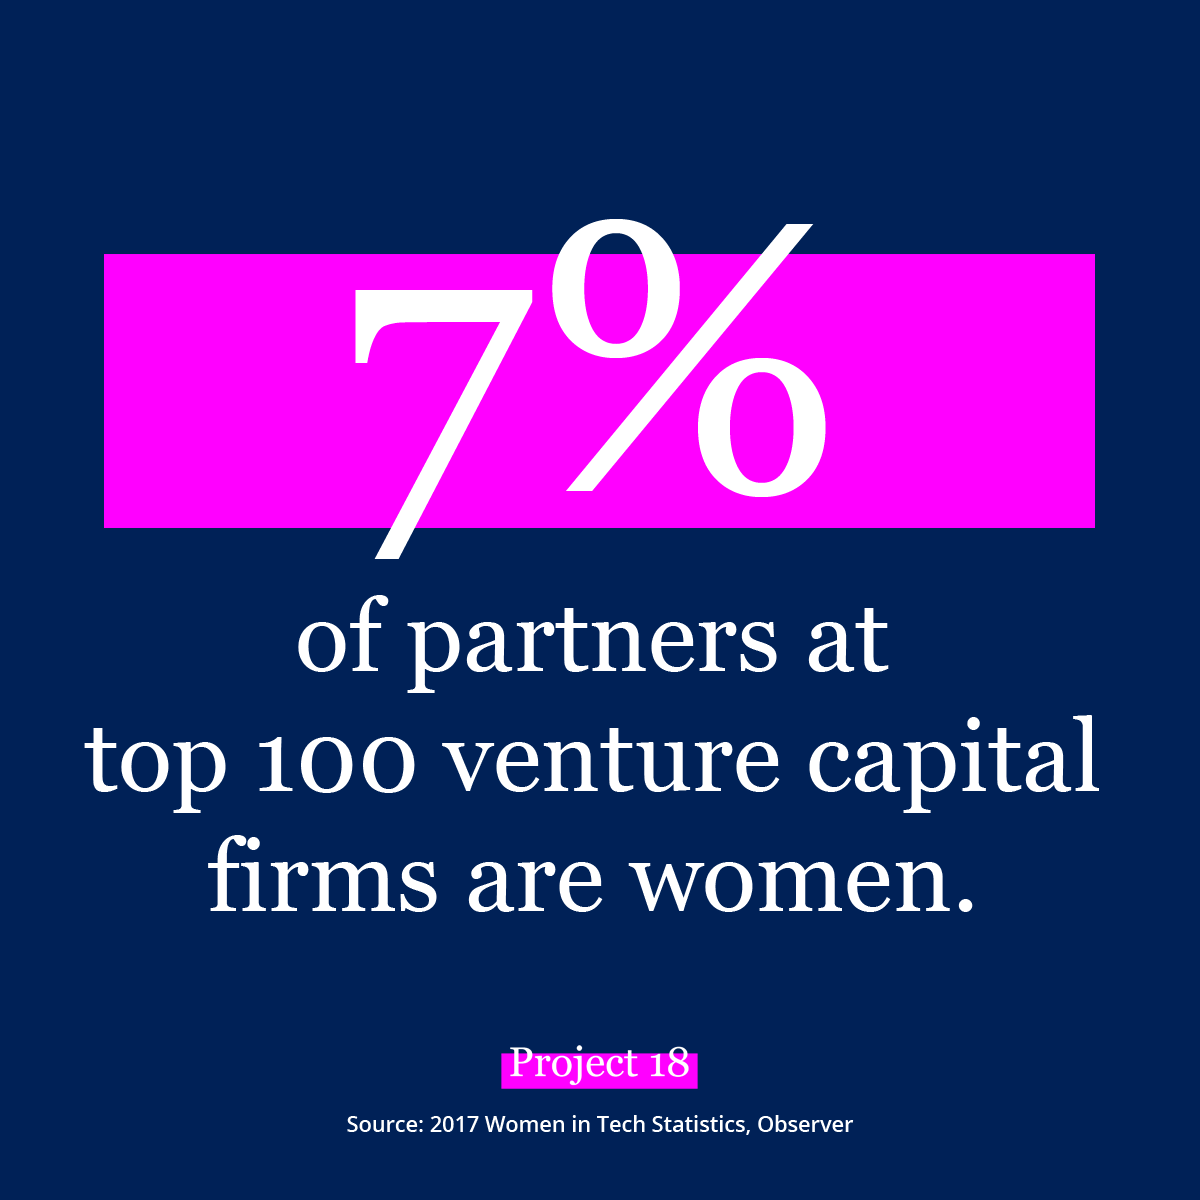 7%
of partners at
top 100 venture capital
firms are women.
Project 18
Source: 2017 Women in Tech Statistics, Observer